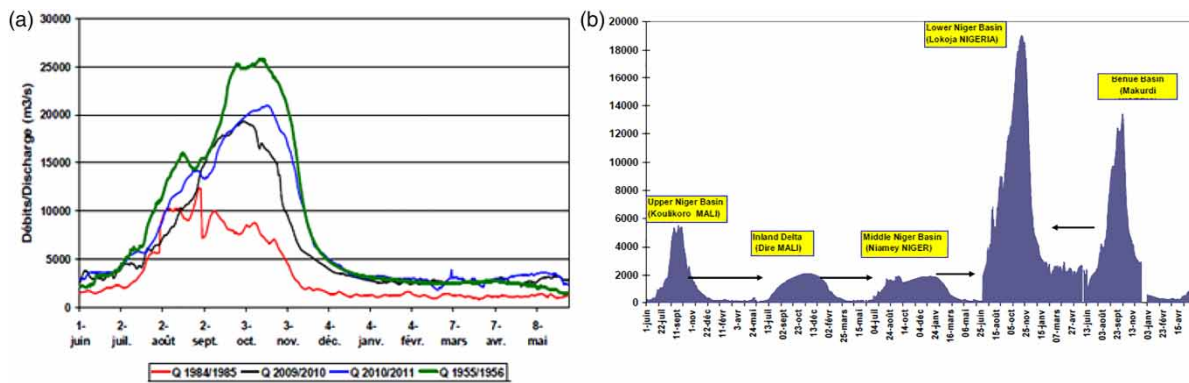 (a)
30000
25000
20000
15000
10000
5000
0
Débits/Discharge (m3/s)
1- 2- 2- 2- 3- 3- 3- 4- 4- 7- 7- 8-
juin juil. août sept. oct. nov. déc. janv. févr. mars avr. mai
Q 1984/1985 Q 2009/2010 Q 2010/2011 Q 1955/1956
(b)
20000
18000
16000
14000
12000
10000
8000
6000
4000
2000
0
Lower Niger Basin
(Lokoja NIGERIA)
Benue Basin
(Makurdi
Upper Niger Basin
(Koulikoro MALI)
Inland Delta
(Dire MALI)
Middle Niger Basin
(Niamey NIGER)
1-juin
22-juil
11-sept
1-nov
22-déc
11-févr
3-avr
24-mai
13-juil
02-sept
23-oct
13-déc
02-févr
25-mars
15-mai
04-juil
24-août
14-oct
04-déc
24-janv
16-mars
06-mai
25-juin
15-août
05-oct
25-nov
15-janv
07-mars
27-avr
13-juin
03-août
23-sept
13-nov
03-janv
23-févr
15-avr